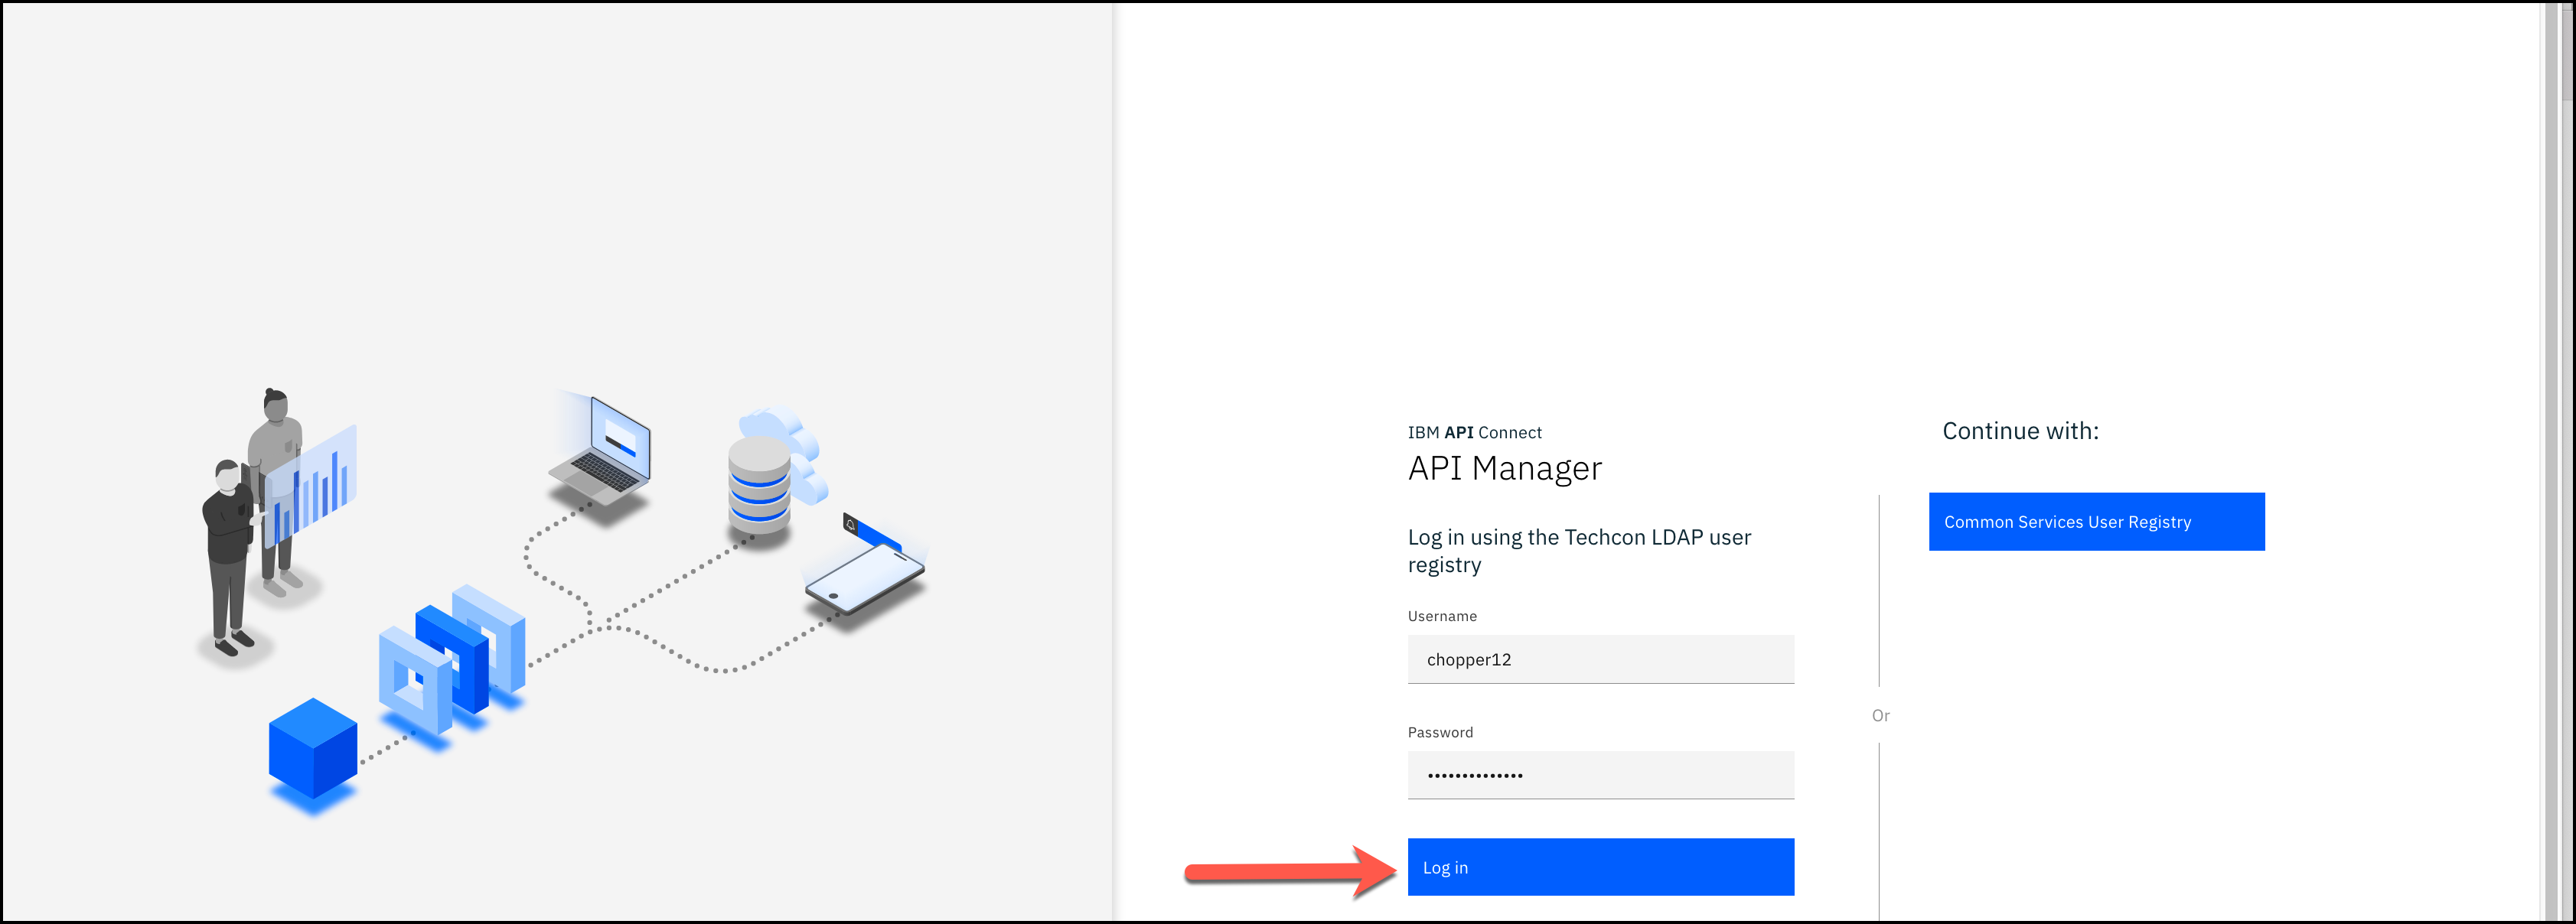 IBM API Connect
API Manager
Log in using the Techcon LDAP user
registry
Username
chopper12
Password
••••••••••••••
Log in
Or
Continue with:
Common Services User Registry